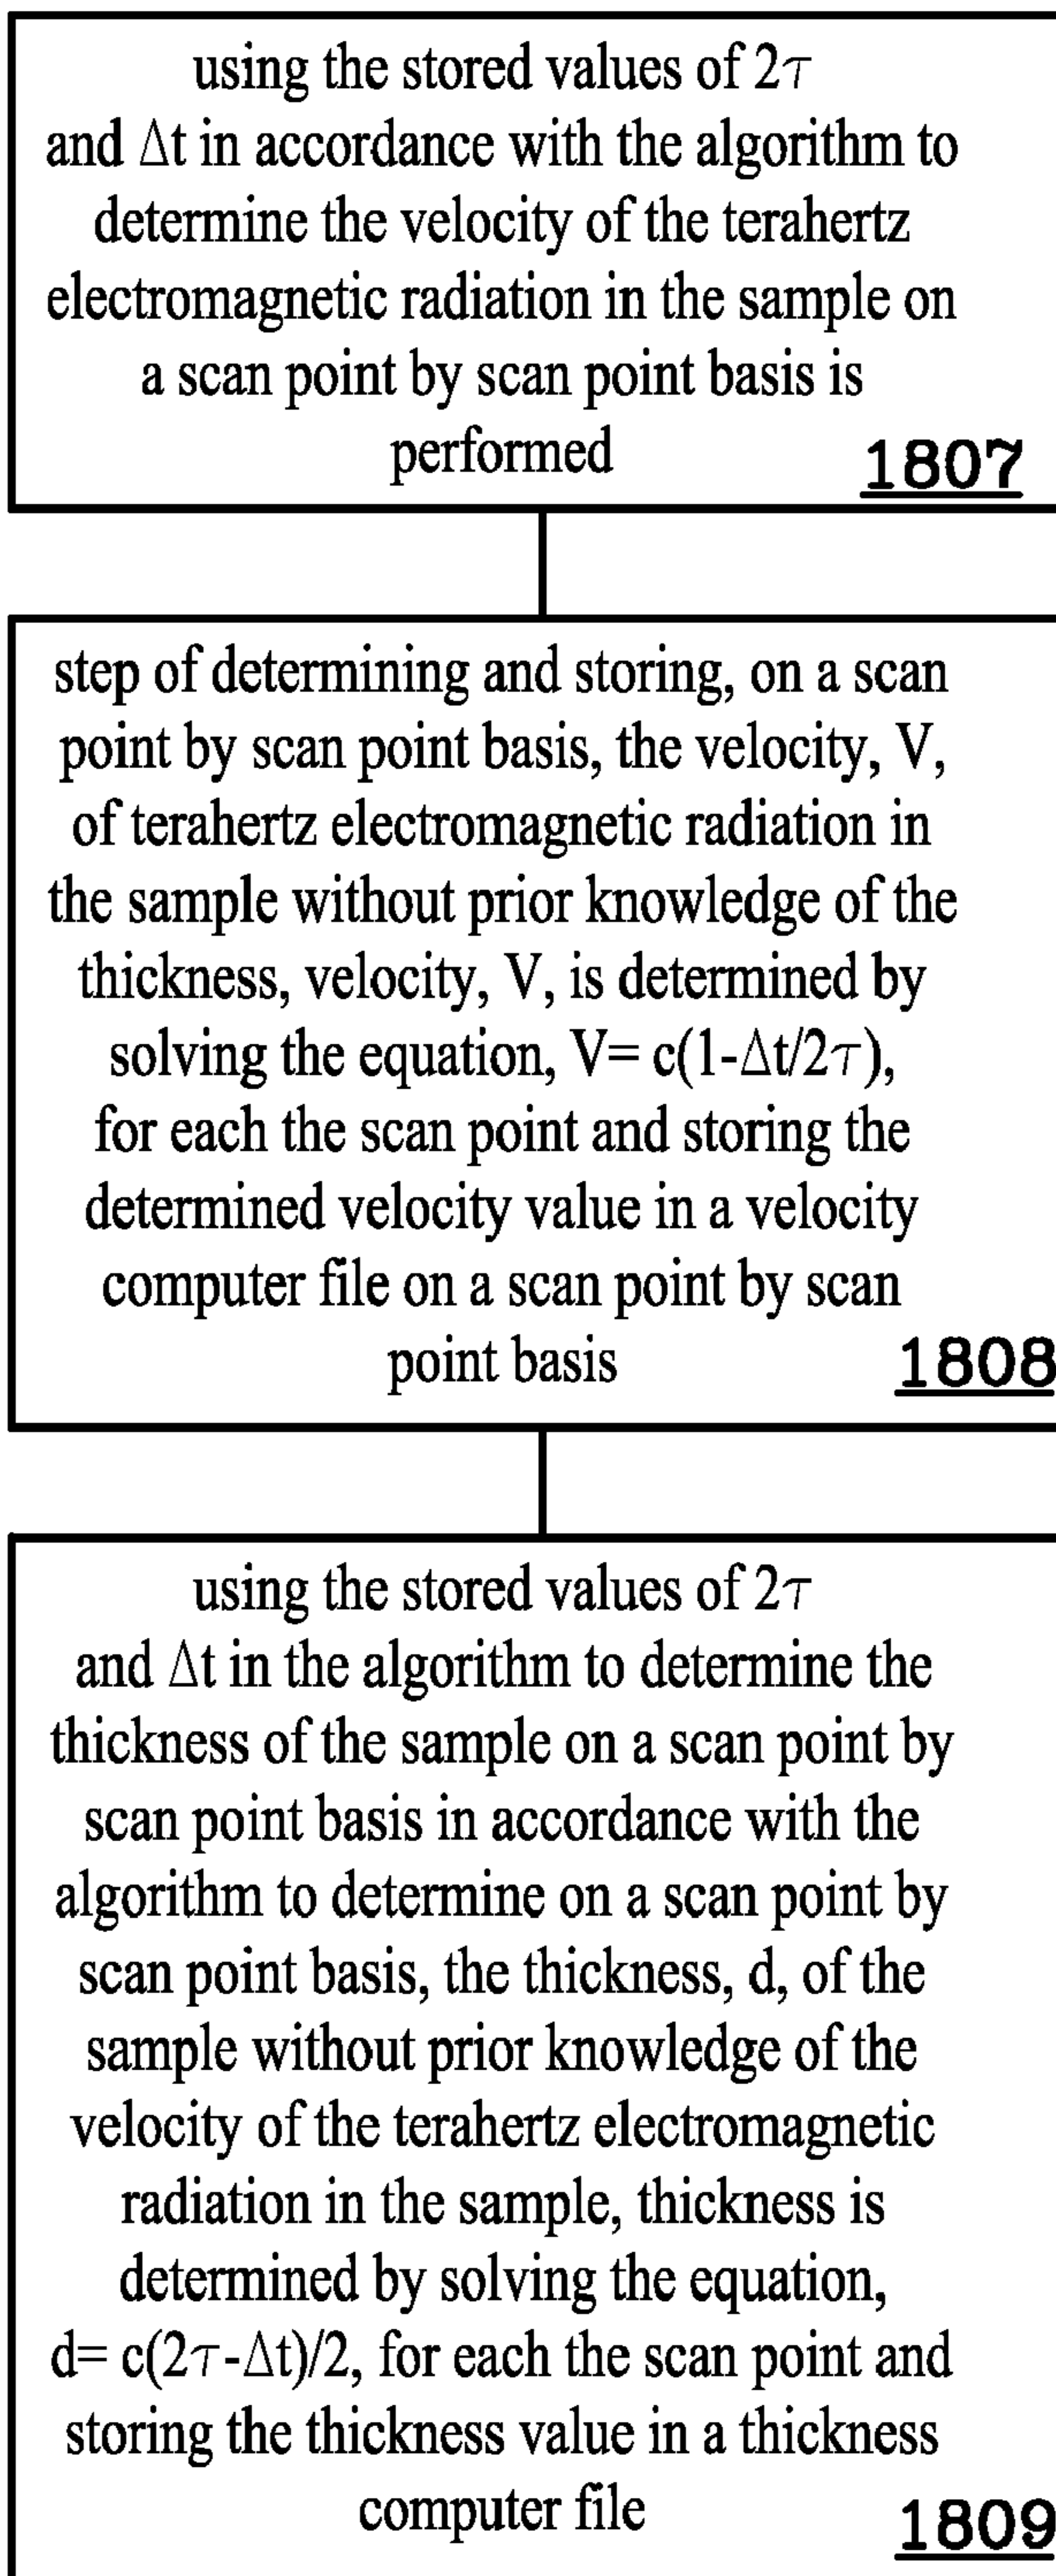 using the stored values of 2τ
and Δt in accordance with the algorithm to
determine the velocity of the terahertz
electromagnetic radiation in the sample on
a scan point by scan point basis is
performed
1807
step of determining and storing, on a scan
point by scan point basis, the velocity, V,
of terahertz electromagnetic radiation in
the sample without prior knowledge of the
thickness, velocity, V, is determined by
solving the equation, V= c(1-Δt/2τ),
for each the scan point and storing the
determined velocity value in a velocity
computer file on a scan point by scan
point basis
1808
using the stored values of 2τ
and Δt in the algorithm to determine the
thickness of the sample on a scan point by
scan point basis in accordance with the
algorithm to determine on a scan point by
scan point basis, the thickness, d, of the
sample without prior knowledge of the
velocity of the terahertz electromagnetic
radiation in the sample, thickness is
determined by solving the equation,
d= c(2τ-Δt)/2, for each the scan point and
storing the thickness value in a thickness
computer file
1809